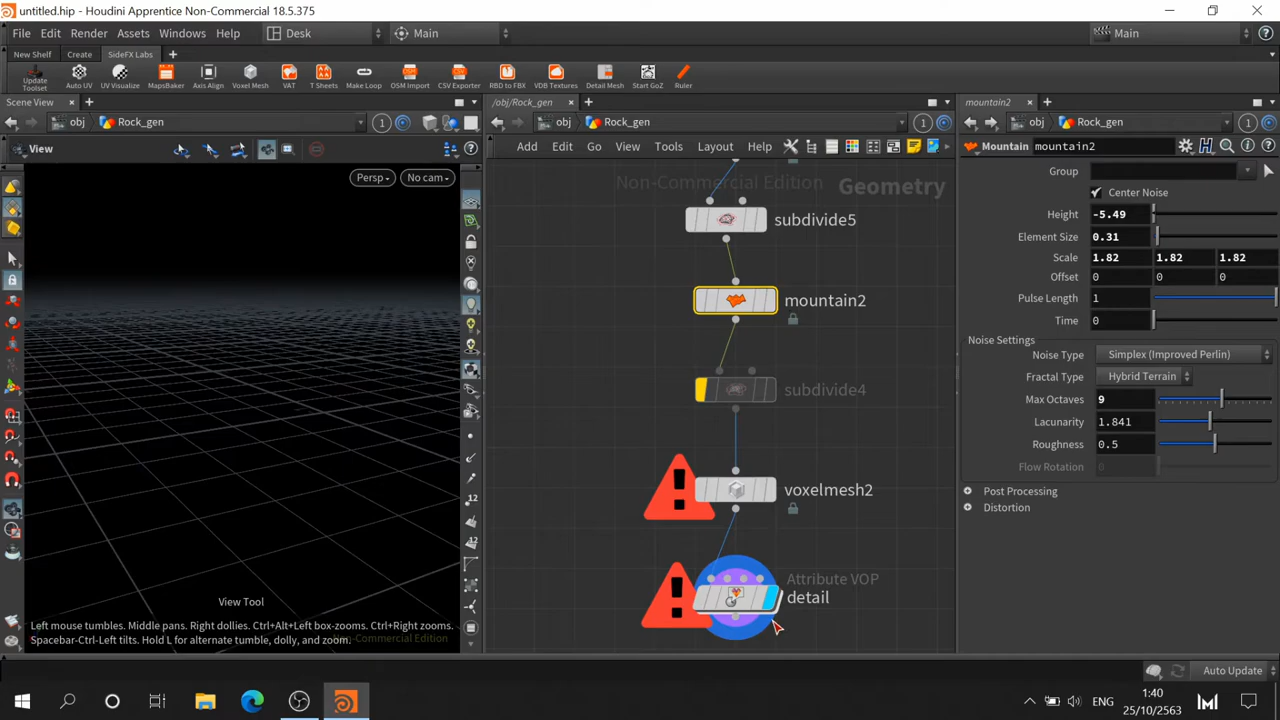 untitled.hip - Houdini Apprentice Non-Commercial 18.5.375
File Edit Render Assets Windows Help Desk Main Main
New Shelf Create SideFX Labs
Update Toolset Auto UV UV Visualize MapsBaker Axis Align Voxel Mesh VAT T Sheets Make Loop OSM Import CSV Exporter RBD to FBX VDB Textures Detail Mesh Start GoZ Ruler
Scene View /obj/Rock_gen mountain2
obj Rock_gen 1 obj Rock_gen 1 obj Rock_gen 1
View Add Edit Go View Tools Layout Help Mountain mountain2
Persp No cam
Non-Commercial Edition Geometry
Group
Center Noise
Height -5.49
Element Size 0.31
Scale 1.82 1.82 1.82
Offset 0 0 0
Pulse Length 1
Time 0
Noise Settings
Noise Type Simplex (Improved Perlin)
Fractal Type Hybrid Terrain
Max Octaves 9
Lacunarity 1.841
Roughness 0.5
Flow Rotation 0
Post Processing
Distortion
subdivide5
mountain2
subdivide4
voxelmesh2
Attribute VOP
detail
12
12
View Tool
Left mouse tumbles. Middle pans. Right dollies. Ctrl+Alt+Left box-zooms. Ctrl+Right zooms.
Spacebar-Ctrl-Left tilts. Hold L for alternate tumble, dolly, and zoom.
Non-Commercial Edition
Auto Update
ENG
1:40
25/10/2563